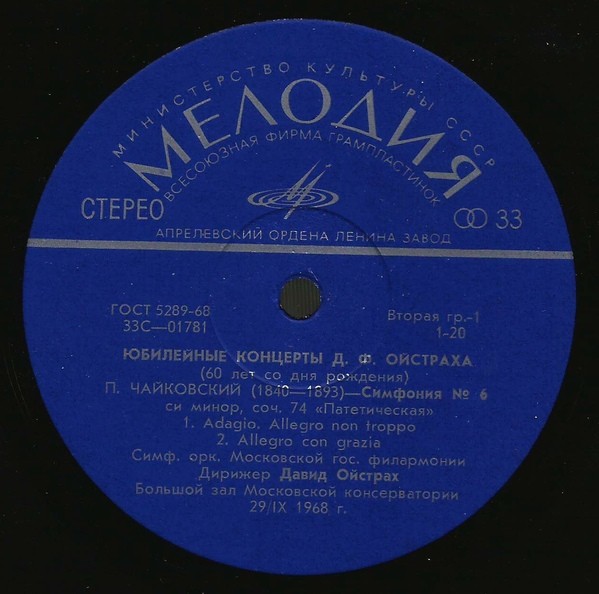 МИНИСТЕРСТВО КУЛЬТУРЫ СССР
МЕЛОДИЯ
ВСЕСОЮЗНАЯ ФИРМА ГРАМПЛАСТИНОК
СТЕРЕО
33
АПРЕЛЕВСКИЙ ОРДЕНА ЛЕНИНА ЗАВОД
ГОСТ 5289-68
33С—01781
Вторая гр.-1
1-20
ЮБИЛЕЙНЫЕ КОНЦЕРТЫ Д. Ф. ОЙСТРАХА
(60 лет со дня рождения)
П. ЧАЙКОВСКИЙ (1840—1893)—Симфония № 6
си минор, соч. 74 «Патетическая»
1. Adagio. Allegro non troppo
2. Allegro con grazia
Симф. орк. Московской гос. филармонии
Дирижер Давид Ойстрах
Большой зал Московской консерватории
29/IX 1968 г.